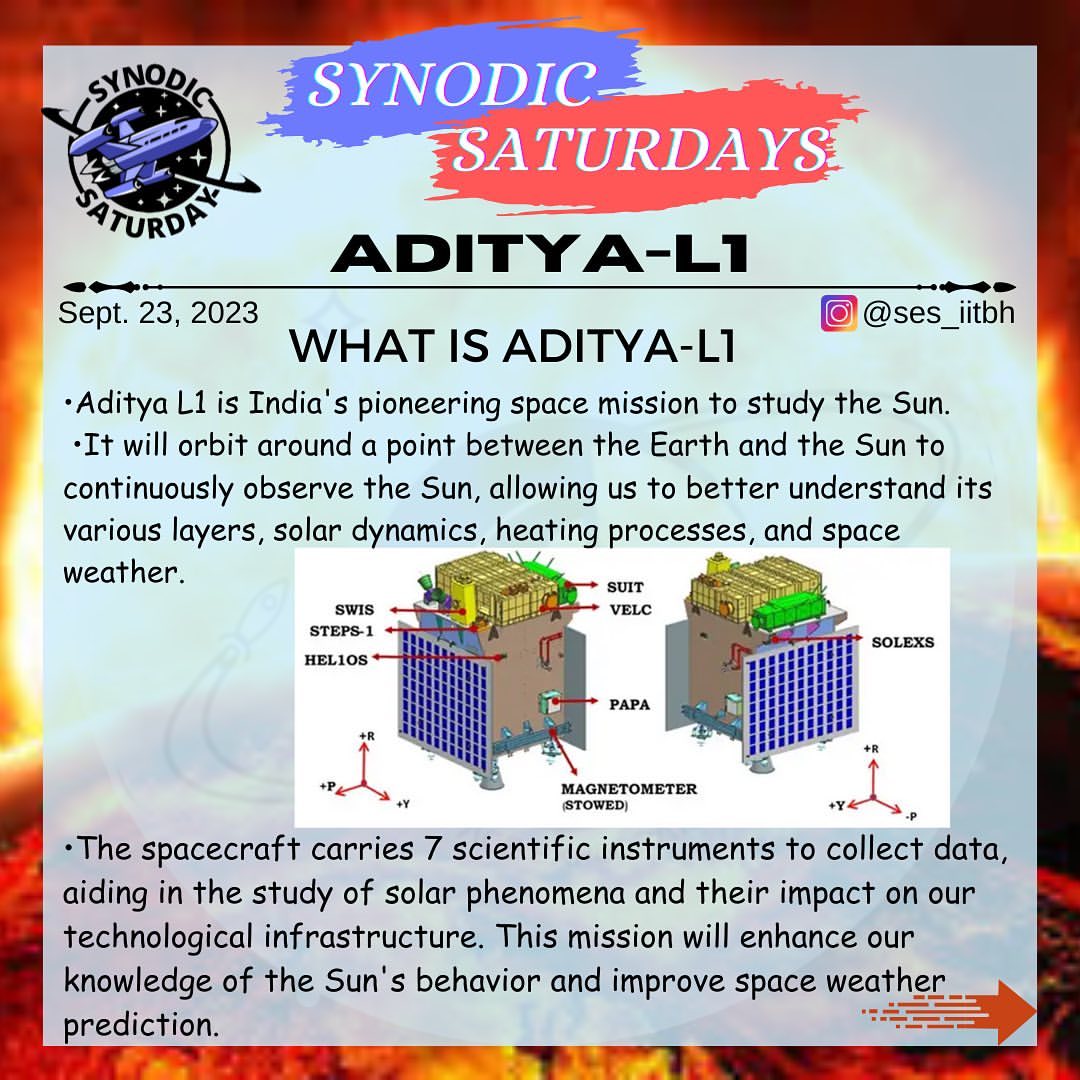 SYNODIC
SATURDAY
SYNODIC
SATURDAYS
ADITYA-L1
Sept. 23, 2023
@ses_iitbh
WHAT IS ADITYA-L1
•Aditya L1 is India's pioneering space mission to study the Sun.
•It will orbit around a point between the Earth and the Sun to
continuously observe the Sun, allowing us to better understand its
various layers, solar dynamics, heating processes, and space
weather.
SUIT
SWIS
VELC
STEPS-1
HEL1OS
PAPA
MAGNETOMETER
(STOWED)
+R
+P
+Y
SOLEXS
+R
+Y
-P
•The spacecraft carries 7 scientific instruments to collect data,
aiding in the study of solar phenomena and their impact on our
technological infrastructure. This mission will enhance our
knowledge of the Sun's behavior and improve space weather
prediction.